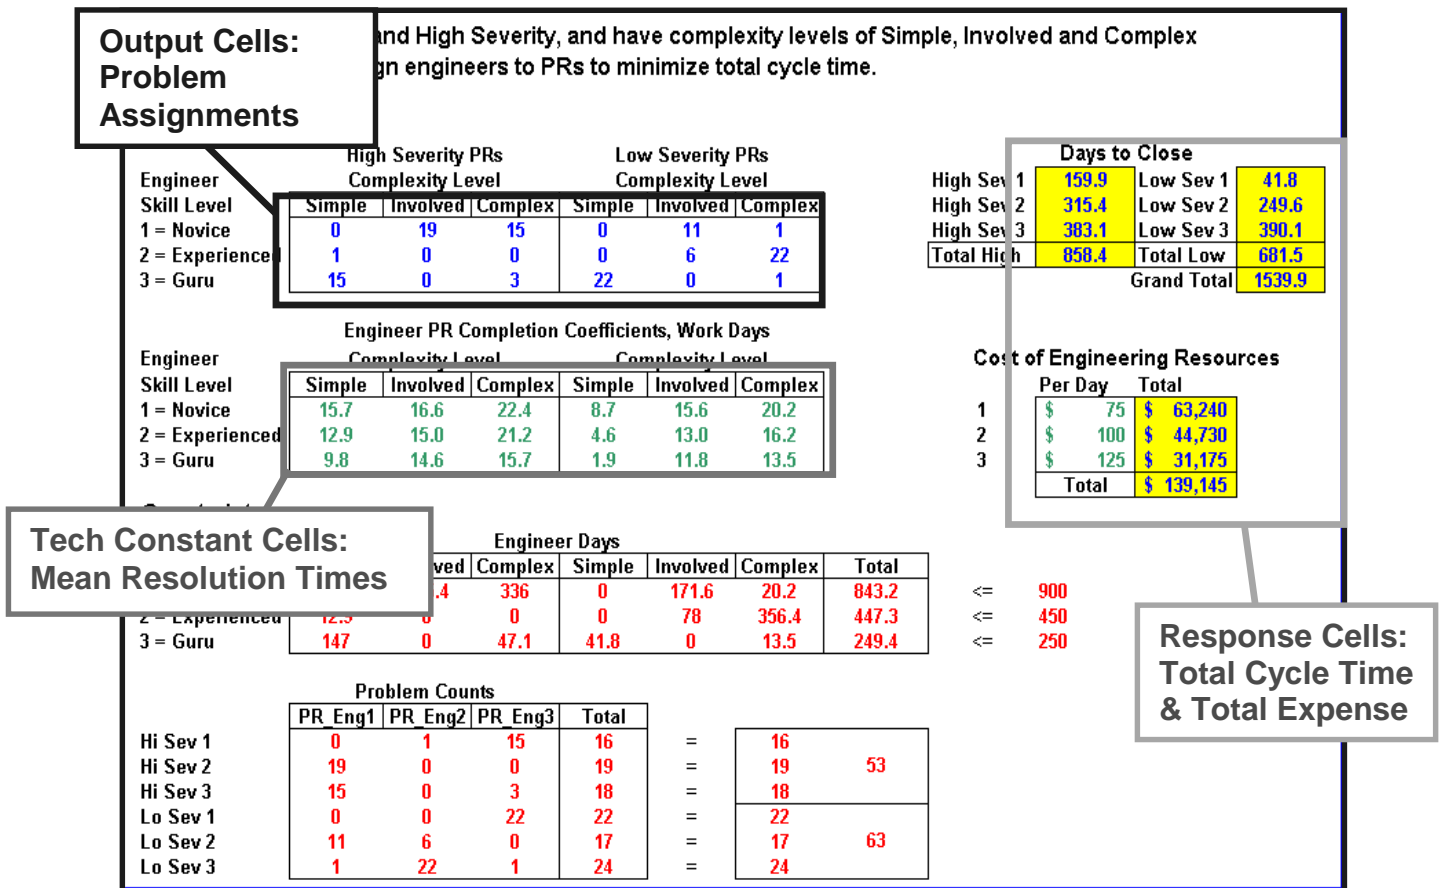 Output Cells:
Problem
Assignments
and High Severity, and have complexity levels of Simple, Involved and Complex
engineers to PRs to minimize total cycle time.
High Severity PRs Low Severity PRs
Engineer Complexity Level Complexity Level
Skill Level Simple Involved Complex Simple Involved Complex
1 = Novice 0 19 15 0 11 1
2 = Experienced 1 0 0 0 6 22
3 = Guru 15 0 3 22 0 1
Days to Close
High Sev 1 159.9 Low Sev 1 41.8
High Sev 2 315.4 Low Sev 2 249.6
High Sev 3 383.1 Low Sev 3 390.1
Total High 858.4 Total Low 681.5
Grand Total 1539.9
Engineer PR Completion Coefficients, Work Days
Engineer Complexity Level Complexity Level
Skill Level Simple Involved Complex Simple Involved Complex
1 = Novice 15.7 16.6 22.4 8.7 15.6 20.2
2 = Experienced 12.9 15.0 21.2 4.6 13.0 16.2
3 = Guru 9.8 14.6 15.7 1.9 11.8 13.5
Cost of Engineering Resources
Per Day Total
1 $ 75 $ 63,240
2 $ 100 $ 44,730
3 $ 125 $ 31,175
Total $ 139,145
Tech Constant Cells:
Mean Resolution Times
Engineer Days
Complex Simple Involved Complex Total
336 0 171.6 20.2 843.2 <= 900
2 = Experienced 12.9 0 0 0 78 356.4 447.3 <= 450
3 = Guru 147 0 47.1 41.8 0 13.5 249.4 <= 250
Response Cells:
Total Cycle Time
& Total Expense
Problem Counts
PR_Eng1 PR_Eng2 PR_Eng3 Total
Hi Sev 1 0 1 15 16 = 16
Hi Sev 2 19 0 0 19 = 19 53
Hi Sev 3 15 0 3 18 = 18
Lo Sev 1 0 0 22 22 = 22
Lo Sev 2 11 6 0 17 = 17 63
Lo Sev 3 1 22 1 24 = 24